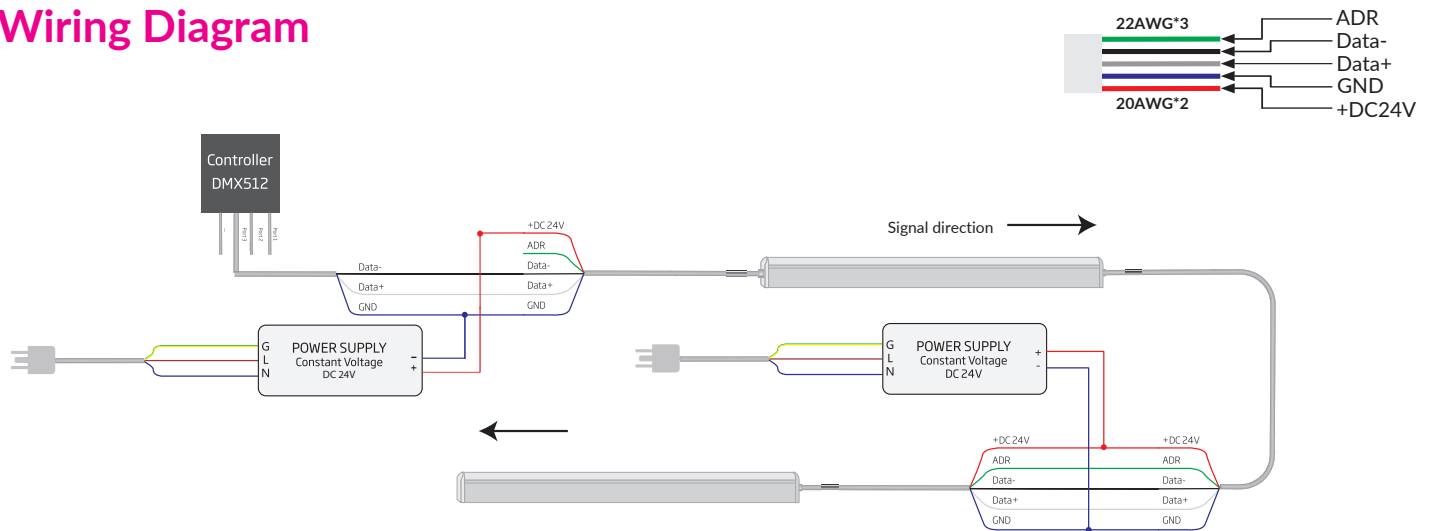 Wiring Diagram
22AWG*3
ADR
Data-
Data+
GND
+DC24V
20AWG*2
Controller
DMX512
...
Port 3
Port 2
Port 1
Signal direction
+DC 24V
ADR
Data-
Data-
Data+
Data+
GND
GND
G
L
N
POWER SUPPLY
Constant Voltage
DC 24V
-
+
G
L
N
POWER SUPPLY
Constant Voltage
DC 24V
+
-
+DC 24V
+DC 24V
ADR
ADR
Data-
Data-
Data+
Data+
GND
GND